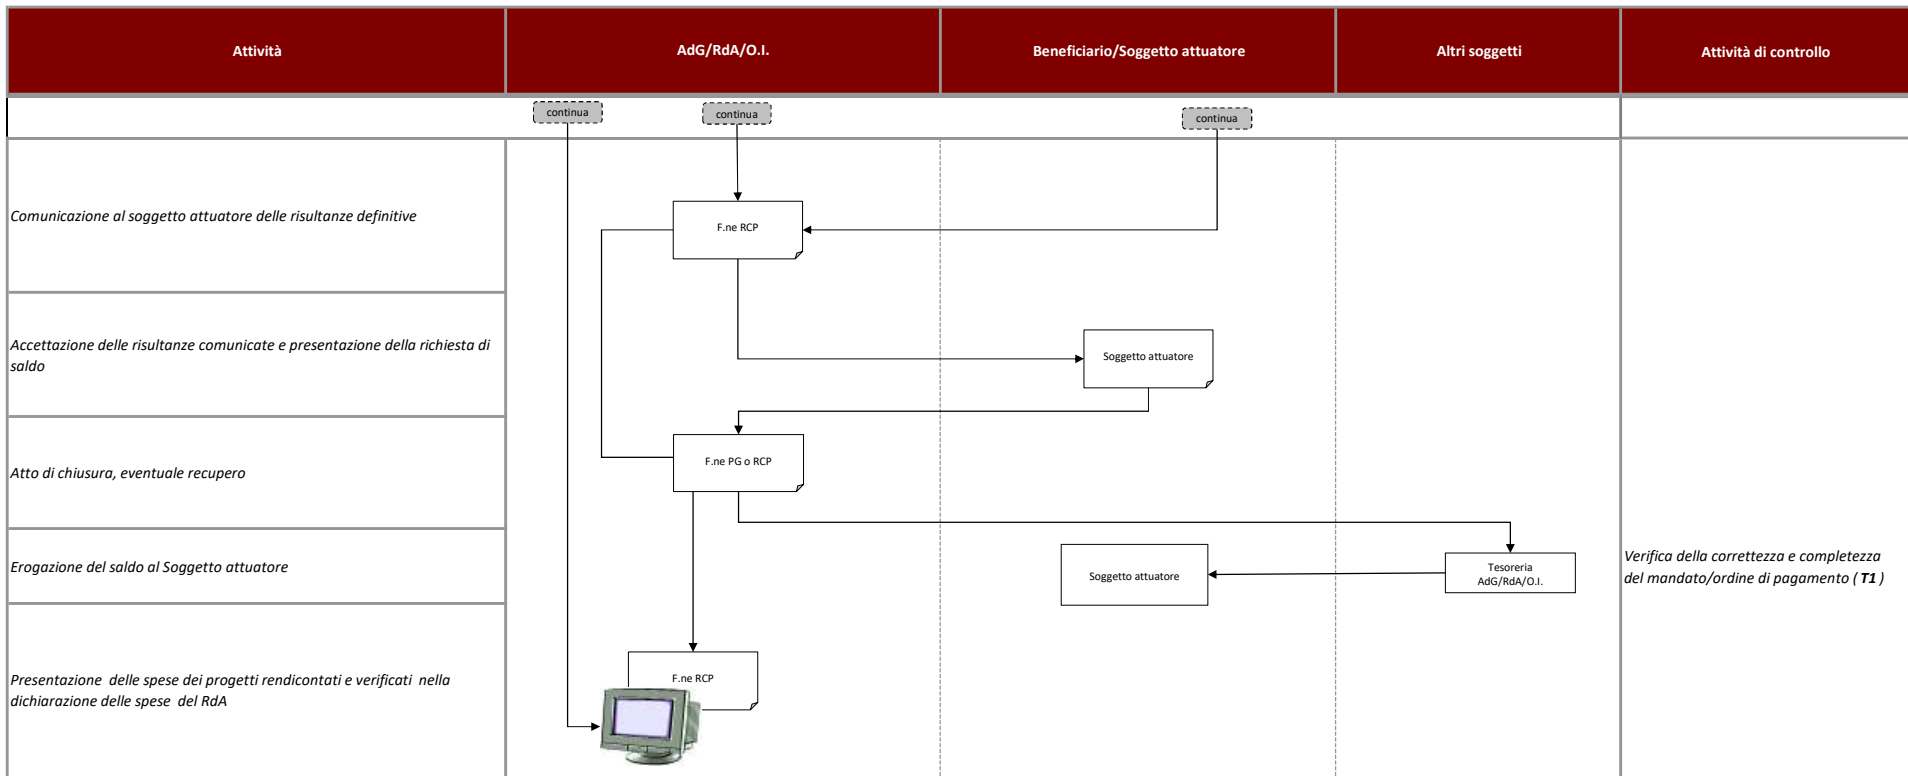 Attività
AdG/RdA/O.I.
Beneficiario/Soggetto attuatore
Altri soggetti
Attività di controllo
continua
continua
continua
Comunicazione al soggetto attuatore delle risultanze definitive
F.ne RCP
Accettazione delle risultanze comunicate e presentazione della richiesta di
saldo
Soggetto attuatore
Atto di chiusura, eventuale recupero
F.ne PG o RCP
Erogazione del saldo al Soggetto attuatore
Soggetto attuatore
Tesoreria
AdG/RdA/O.I.
Verifica della correttezza e completezza
del mandato/ordine di pagamento ( T1 )
Presentazione delle spese dei progetti rendicontati e verificati nella
dichiarazione delle spese del RdA
F.ne RCP